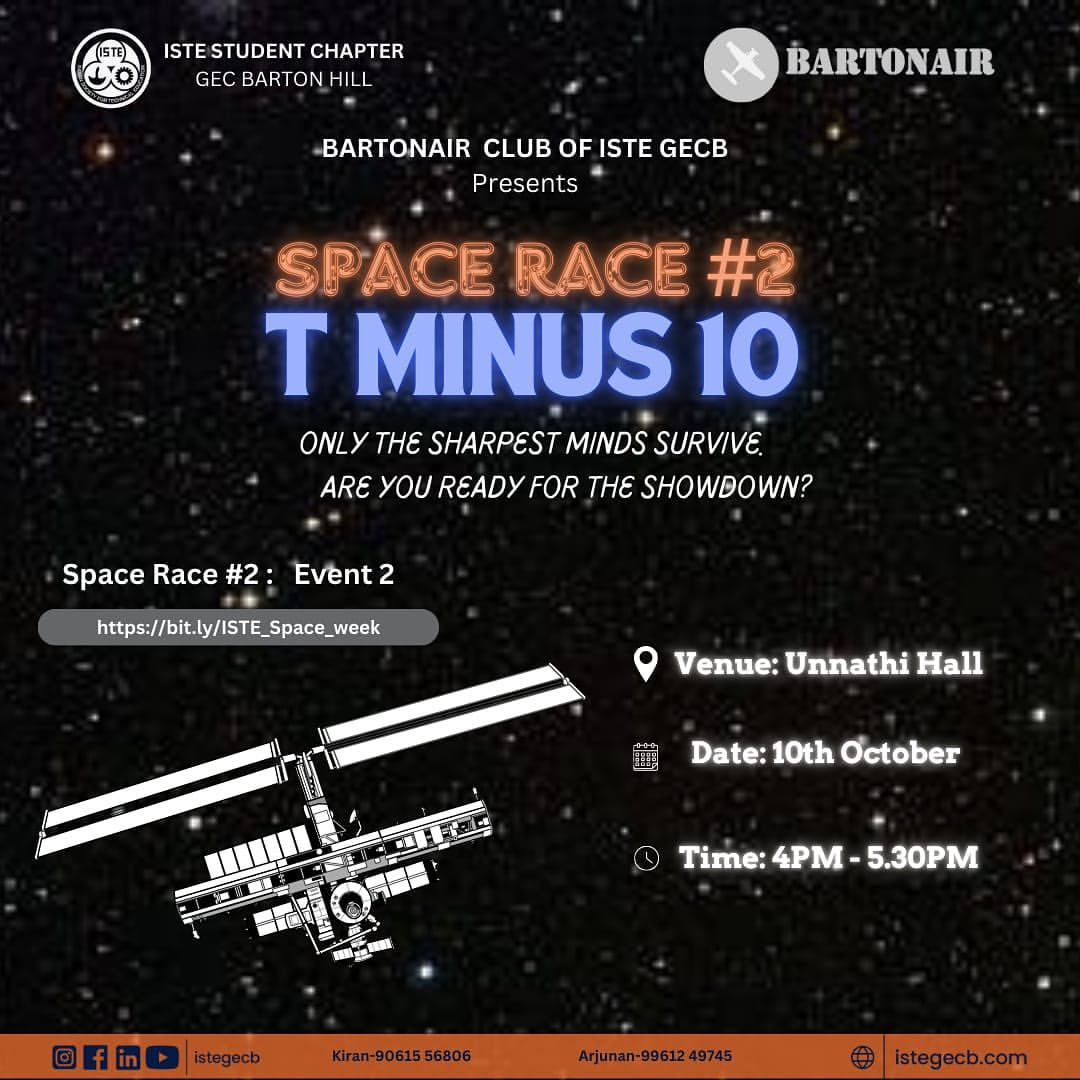 ISTE
ISTE STUDENT CHAPTER
GEC BARTON HILL
BARTONAIR
BARTONAIR CLUB OF ISTE GECB
Presents
SPACE RACE #2
T MINUS 10
ONLY THE SHARPEST MINDS SURVIVE.
ARE YOU READY FOR THE SHOWDOWN?
Space Race #2 : Event 2
https://bit.ly/ISTE_Space_week
Venue: Unnathi Hall
Date: 10th October
Time: 4PM - 5.30PM
istegecb
Kiran-90615 56806
Arjunan-99612 49745
istegecb.com